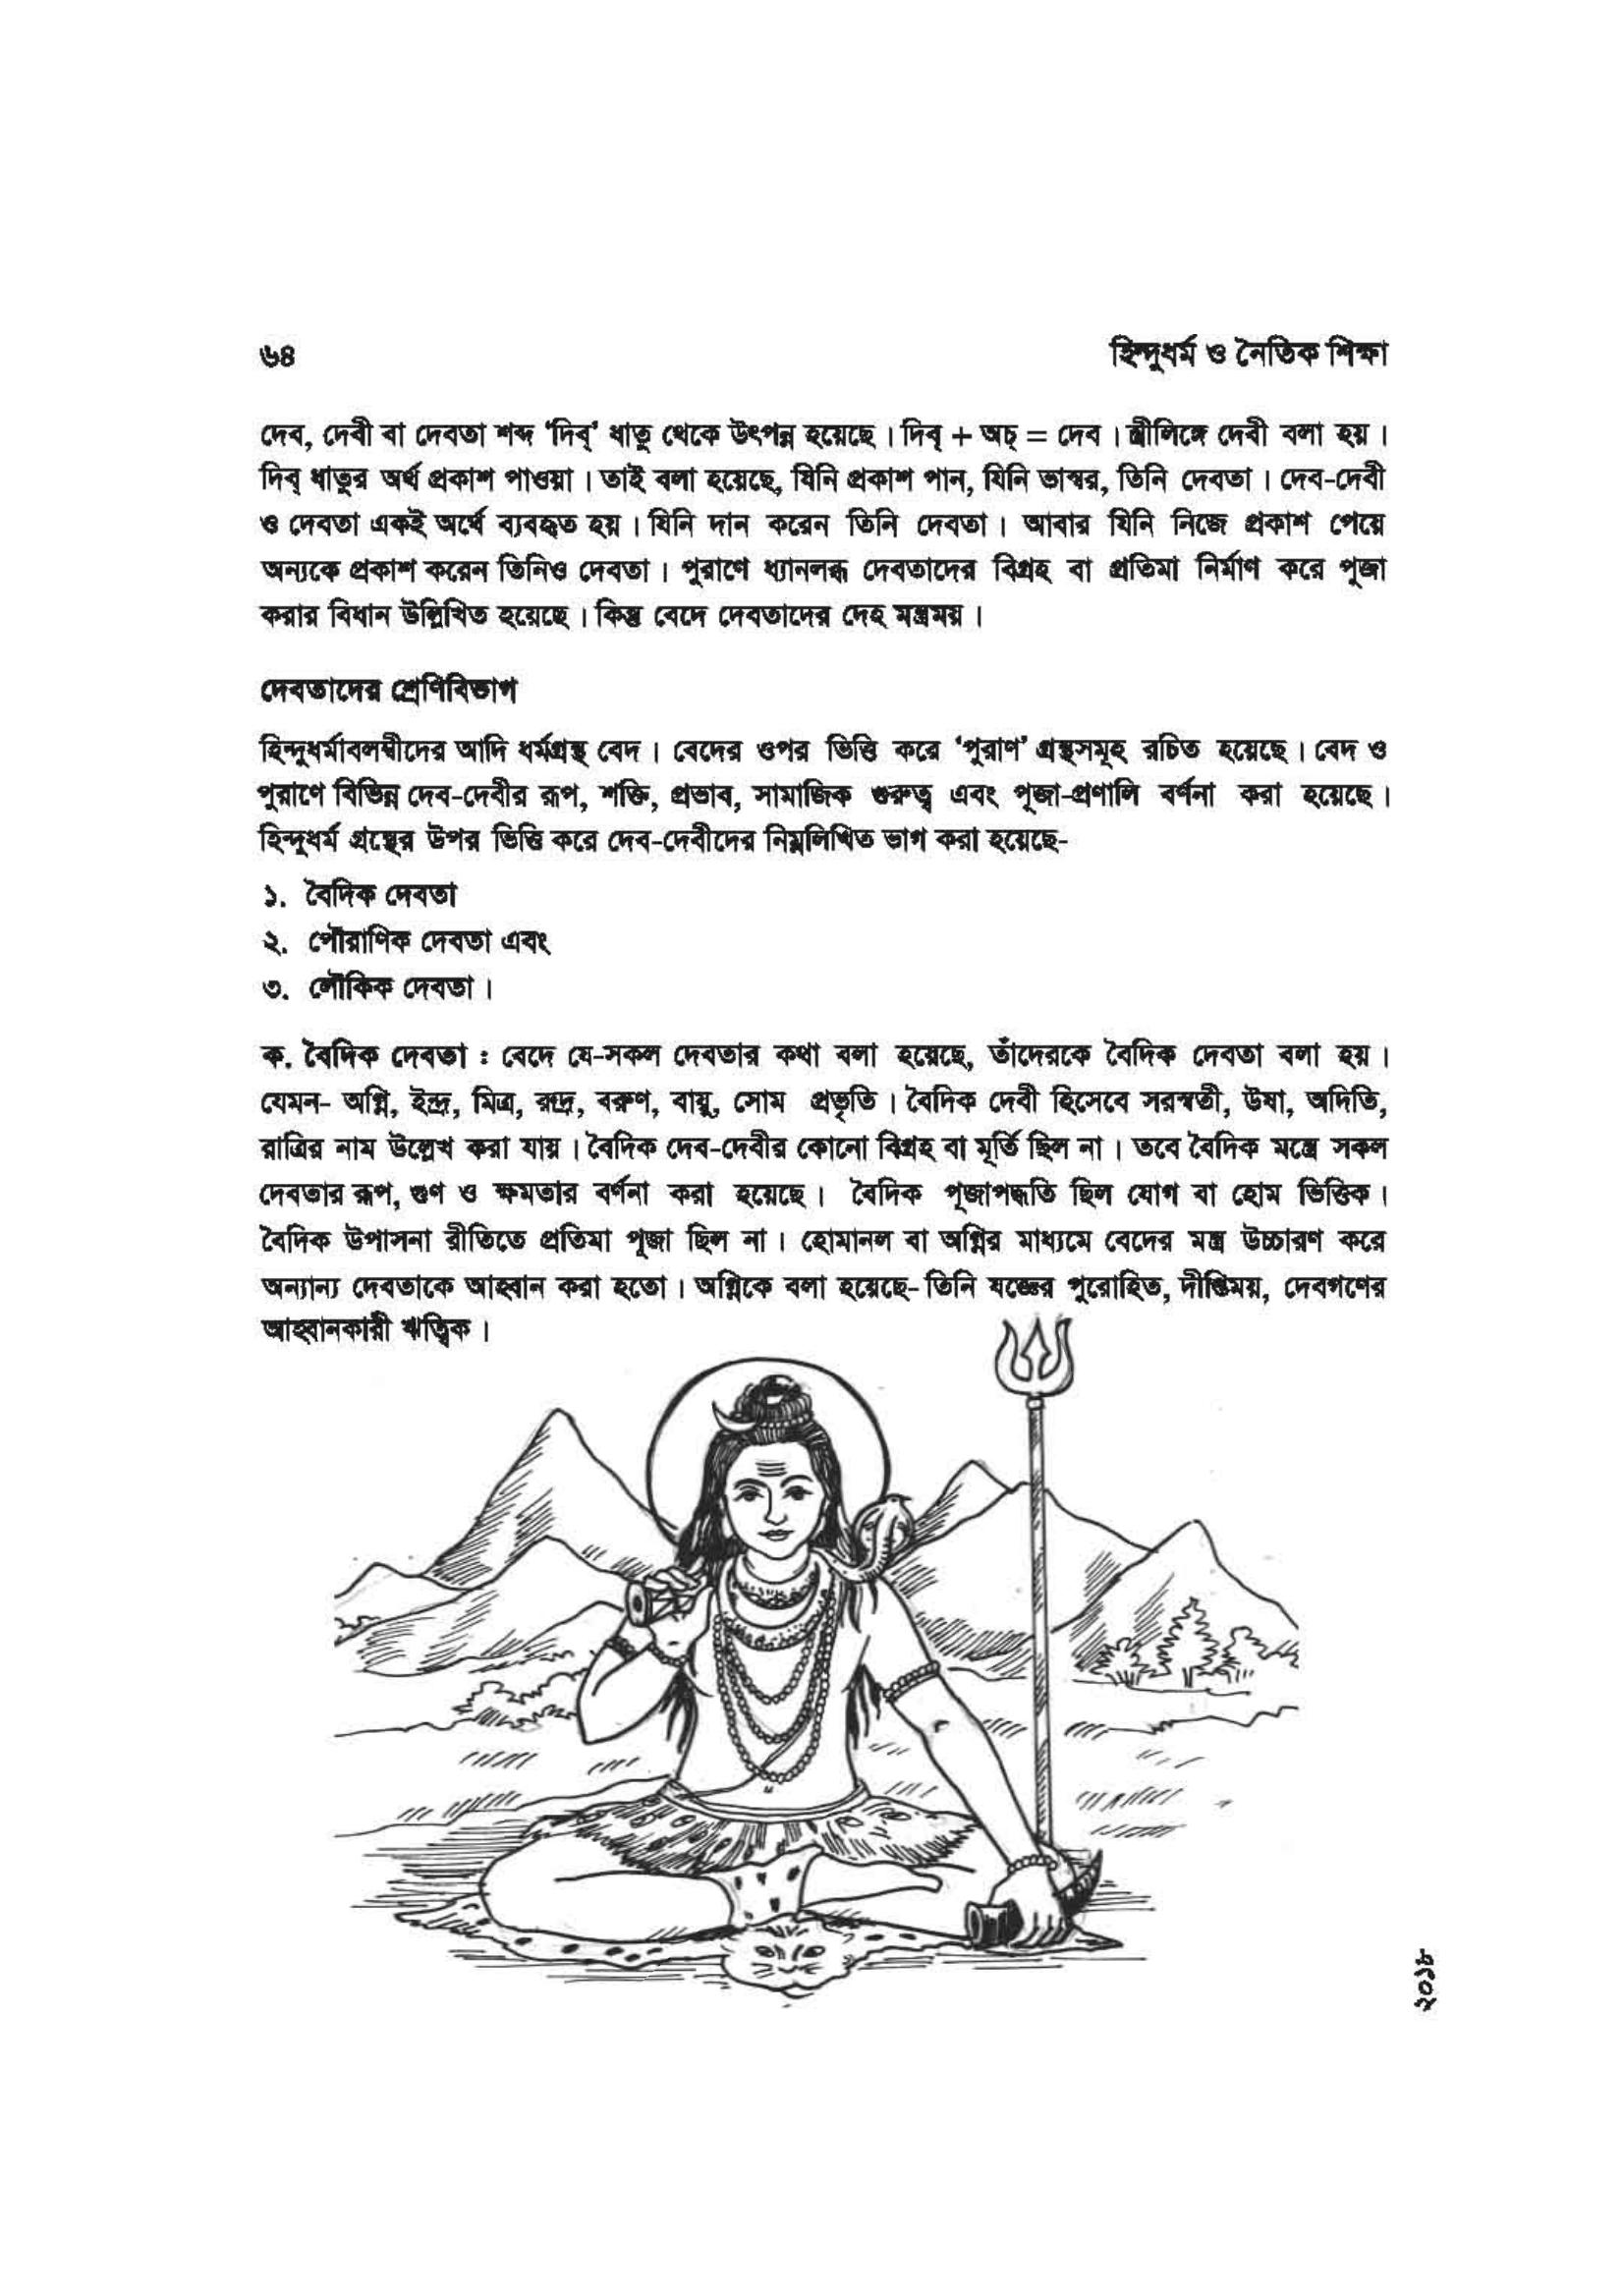 ৬৪ হিন্দুধর্ম ও নৈতিক শিক্ষা
দেব, দেবী বা দেবতা শব্দ ‘দিব্’ ধাতু থেকে উৎপন্ন হয়েছে। দিব্ + অচ্ = দেব। স্ত্রীলিঙ্গে দেবী বলা হয়।
দিব্ ধাতুর অর্থ প্রকাশ পাওয়া। তাই বলা হয়েছে, যিনি প্রকাশ পান, যিনি ভাস্বর, তিনি দেবতা। দেব-দেবী
ও দেবতা একই অর্থে ব্যবহৃত হয়। যিনি দান করেন তিনি দেবতা। আবার যিনি নিজে প্রকাশ পেয়ে
অন্যকে প্রকাশ করেন তিনিও দেবতা। পুরাণে ধ্যানলব্ধ দেবতাদের বিগ্রহ বা প্রতিমা নির্মাণ করে পূজা
করার বিধান উল্লিখিত হয়েছে। কিন্তু বেদে দেবতাদের দেহ মন্ত্রময়।
দেবতাদের শ্রেণিবিভাগ
হিন্দুধর্মাবলম্বীদের আদি ধর্মগ্রন্থ বেদ। বেদের ওপর ভিত্তি করে ‘পুরাণ’ গ্রন্থসমূহ রচিত হয়েছে। বেদ ও
পুরাণে বিভিন্ন দেব-দেবীর রূপ, শক্তি, প্রভাব, সামাজিক গুরুত্ব এবং পূজা-প্রণালি বর্ণনা করা হয়েছে।
হিন্দুধর্ম গ্রন্থের উপর ভিত্তি করে দেব-দেবীদের নিম্নলিখিত ভাগ করা হয়েছে-
১. বৈদিক দেবতা
২. পৌরাণিক দেবতা এবং
৩. লৌকিক দেবতা।
ক. বৈদিক দেবতা : বেদে যে-সকল দেবতার কথা বলা হয়েছে, তাঁদেরকে বৈদিক দেবতা বলা হয়।
যেমন- অগ্নি, ইন্দ্র, মিত্র, রুদ্র, বরুণ, বায়ু, সোম প্রভৃতি। বৈদিক দেবী হিসেবে সরস্বতী, উষা, অদিতি,
রাত্রির নাম উল্লেখ করা যায়। বৈদিক দেব-দেবীর কোনো বিগ্রহ বা মূর্তি ছিল না। তবে বৈদিক মন্ত্রে সকল
দেবতার রূপ, গুণ ও ক্ষমতার বর্ণনা করা হয়েছে। বৈদিক পূজাপদ্ধতি ছিল যোগ বা হোম ভিত্তিক।
বৈদিক উপাসনা রীতিতে প্রতিমা পূজা ছিল না। হোমানল বা অগ্নির মাধ্যমে বেদের মন্ত্র উচ্চারণ করে
অন্যান্য দেবতাকে আহ্বান করা হতো। অগ্নিকে বলা হয়েছে- তিনি যজ্ঞের পুরোহিত, দীপ্তিময়, দেবগণের
আহ্বানকারী ঋত্বিক।
২০১৮